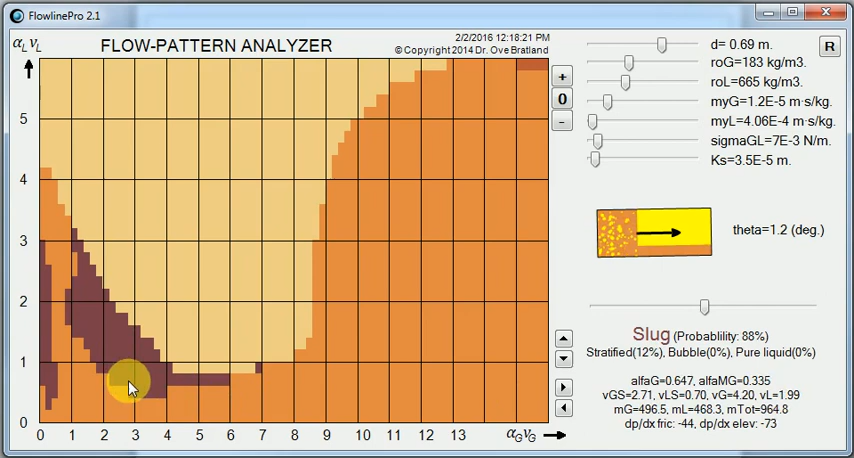 FlowlinePro 2.1
2/2/2016 12:18:21 PM
FLOW-PATTERN ANALYZER
© Copyright 2014 Dr. Ove Bratland
αL vL
R
d= 0.69 m.
roG=183 kg/m3.
roL=665 kg/m3.
myG=1.2E-5 m·s/kg.
myL=4.06E-4 m·s/kg.
sigmaGL=7E-3 N/m.
Ks=3.5E-5 m.
+
0
-
5
4
3
2
1
0
0 1 2 3 4 5 6 7 8 9 10 11 12 13
αG vG
theta=1.2 (deg.)
Slug (Probablility: 88%)
Stratified(12%), Bubble(0%), Pure liquid(0%)
alfaG=0.647, alfaMG=0.335
vGS=2.71, vLS=0.70, vG=4.20, vL=1.99
mG=496.5, mL=468.3, mTot=964.8
dp/dx fric: -44, dp/dx elev: -73